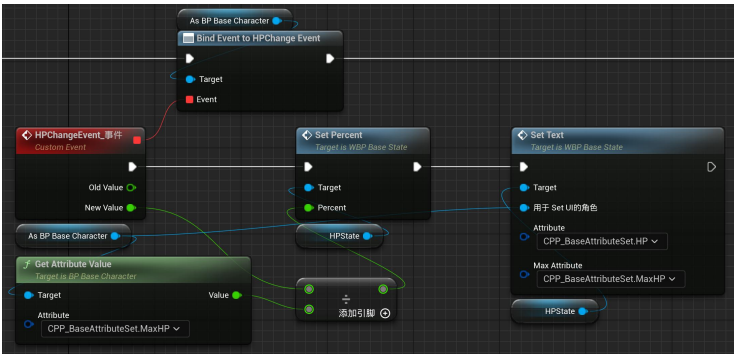 As BP Base Character
Bind Event to HPChange Event
Target
Event
HPChangeEvent_事件
Custom Event
Old Value
New Value
Set Percent
Target is WBP Base State
Target
Percent
HPState
Set Text
Target is WBP Base State
Target
用于 Set UI的角色
Attribute
CPP_BaseAttributeSet.HP
Max Attribute
CPP_BaseAttributeSet.MaxHP
HPState
As BP Base Character
f Get Attribute Value
Target is BP Base Character
Target
Value
Attribute
CPP_BaseAttributeSet.MaxHP
÷
添加引脚